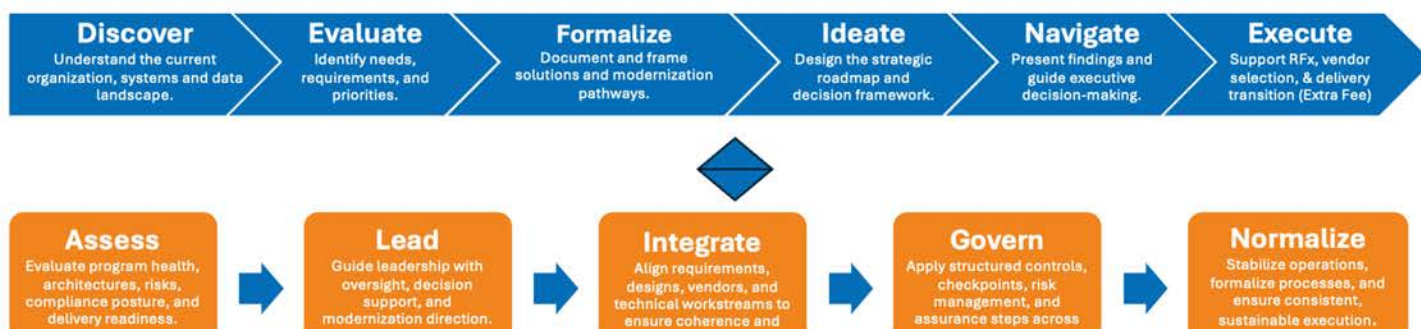 Discover
Understand the current
organization, systems and data
landscape.
Evaluate
Identify needs,
requirements, and
priorities.
Formalize
Document and frame
solutions and modernization
pathways.
Ideate
Design the strategic
roadmap and
decision framework.
Navigate
Present findings and
guide executive
decision-making.
Execute
Support RFx, vendor
selection, & delivery
transition (Extra Fee)
Assess
Evaluate program health,
architectures, risks,
compliance posture, and
delivery readiness.
Lead
Guide leadership with
oversight, decision
support, and
modernization direction.
Integrate
Align requirements,
designs, vendors, and
technical workstreams to
ensure coherence and
Govern
Apply structured controls,
checkpoints, risk
management, and
assurance steps across
Normalize
Stabilize operations,
formalize processes, and
ensure consistent,
sustainable execution.